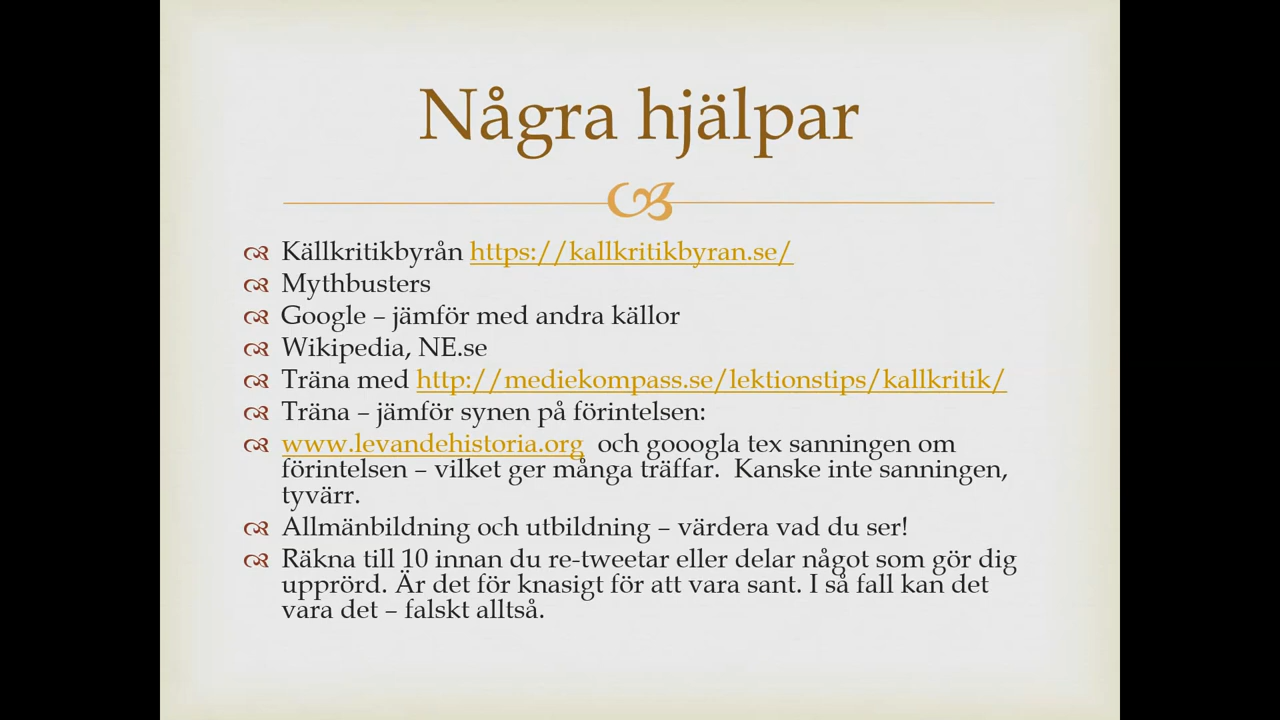 Några hjälpar
Källkritikbyrån https://kallkritikbyran.se/
Mythbusters
Google – jämför med andra källor
Wikipedia, NE.se
Träna med http://mediekompass.se/lektionstips/kallkritik/
Träna – jämför synen på förintelsen:
www.levandehistoria.org och gooogla tex sanningen om
förintelsen – vilket ger många träffar. Kanske inte sanningen,
tyvärr.
Allmänbildning och utbildning – värdera vad du ser!
Räkna till 10 innan du re-tweetar eller delar något som gör dig
upprörd. Är det för knasigt för att vara sant. I så fall kan det
vara det – falskt alltså.